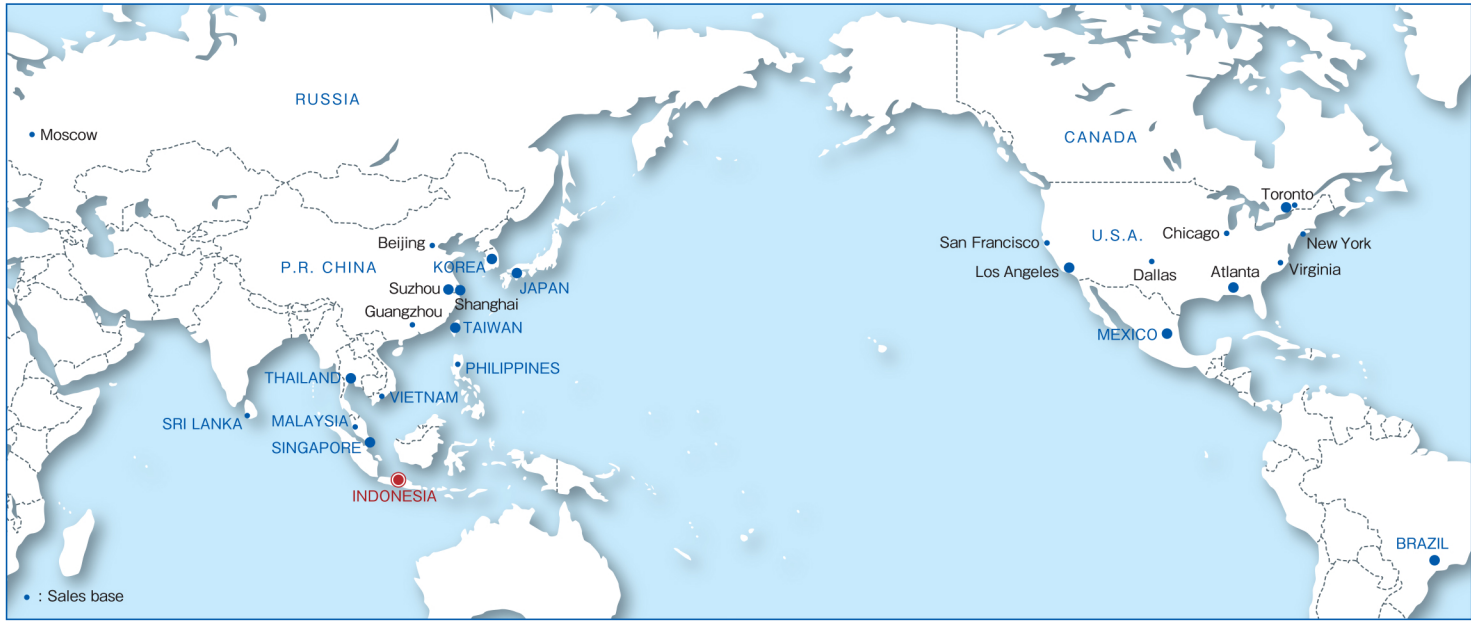 RUSSIA
Moscow
CANADA
Toronto
Beijing
San Francisco
U.S.A.
Chicago
New York
P.R. CHINA
KOREA
Los Angeles
Dallas
Atlanta
Virginia
Suzhou
JAPAN
Shanghai
Guangzhou
TAIWAN
MEXICO
PHILIPPINES
THAILAND
VIETNAM
SRI LANKA
MALAYSIA
SINGAPORE
INDONESIA
BRAZIL
: Sales base